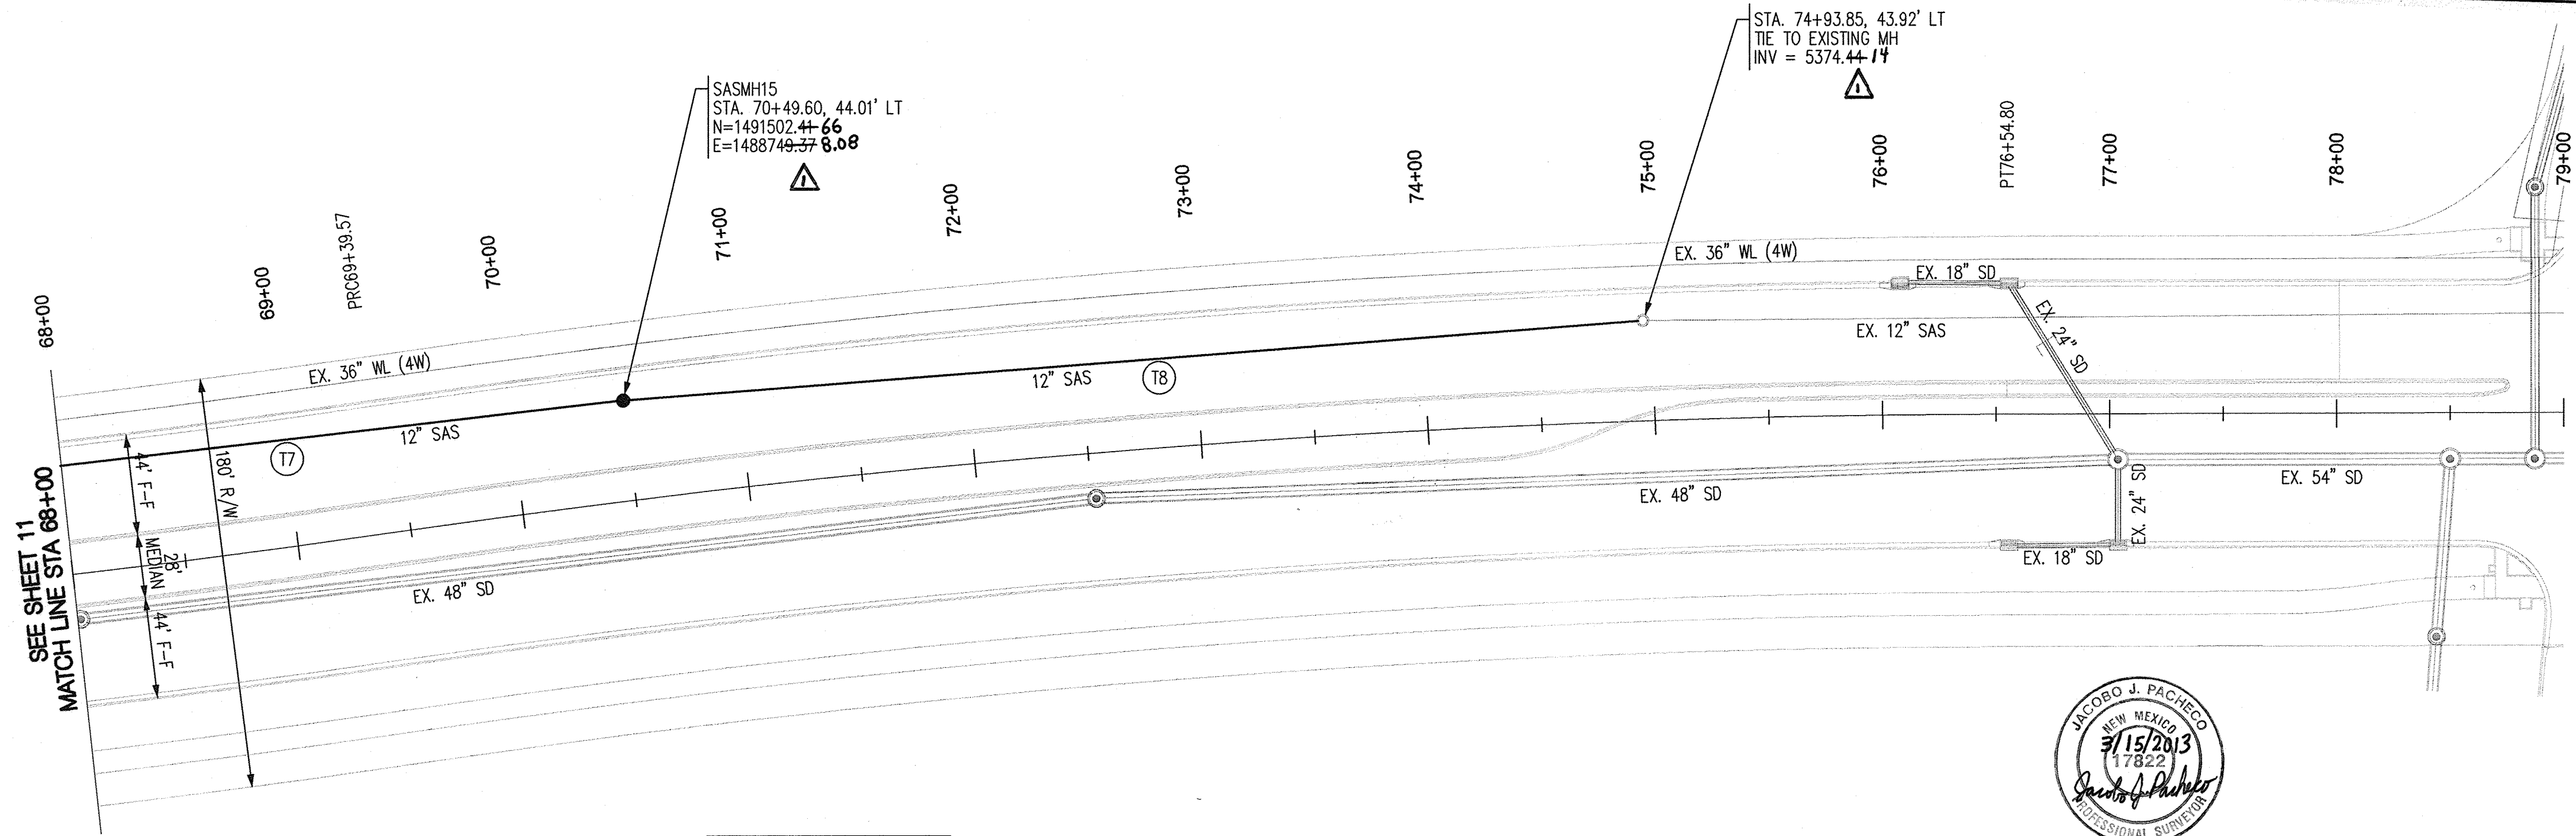 STA. 74+93.85, 43.92' LT
TIE TO EXISTING MH
INV = 5374.44 14
1
SASMH15
STA. 70+49.60, 44.01' LT
N=1491502.41 66
E=1488749.37 8.08
1
68+00
69+00
PRC69+39.57
70+00
71+00
72+00
73+00
74+00
75+00
76+00
PT76+54.80
77+00
78+00
79+00
EX. 36" WL (4W)
EX. 36" WL (4W)
EX. 18" SD
EX. 24" SD
EX. 12" SAS
12" SAS
T8
12" SAS
T7
44' F-F
180' R/W
28'
MEDIAN
44' F-F
SEE SHEET 11
MATCH LINE STA 68+00
EX. 48" SD
EX. 48" SD
EX. 24" SD
EX. 54" SD
EX. 18" SD
JACOBO J. PACHECO
NEW MEXICO
3/15/2013
17822
Jacobo J. Pacheco
PROFESSIONAL SURVEYOR